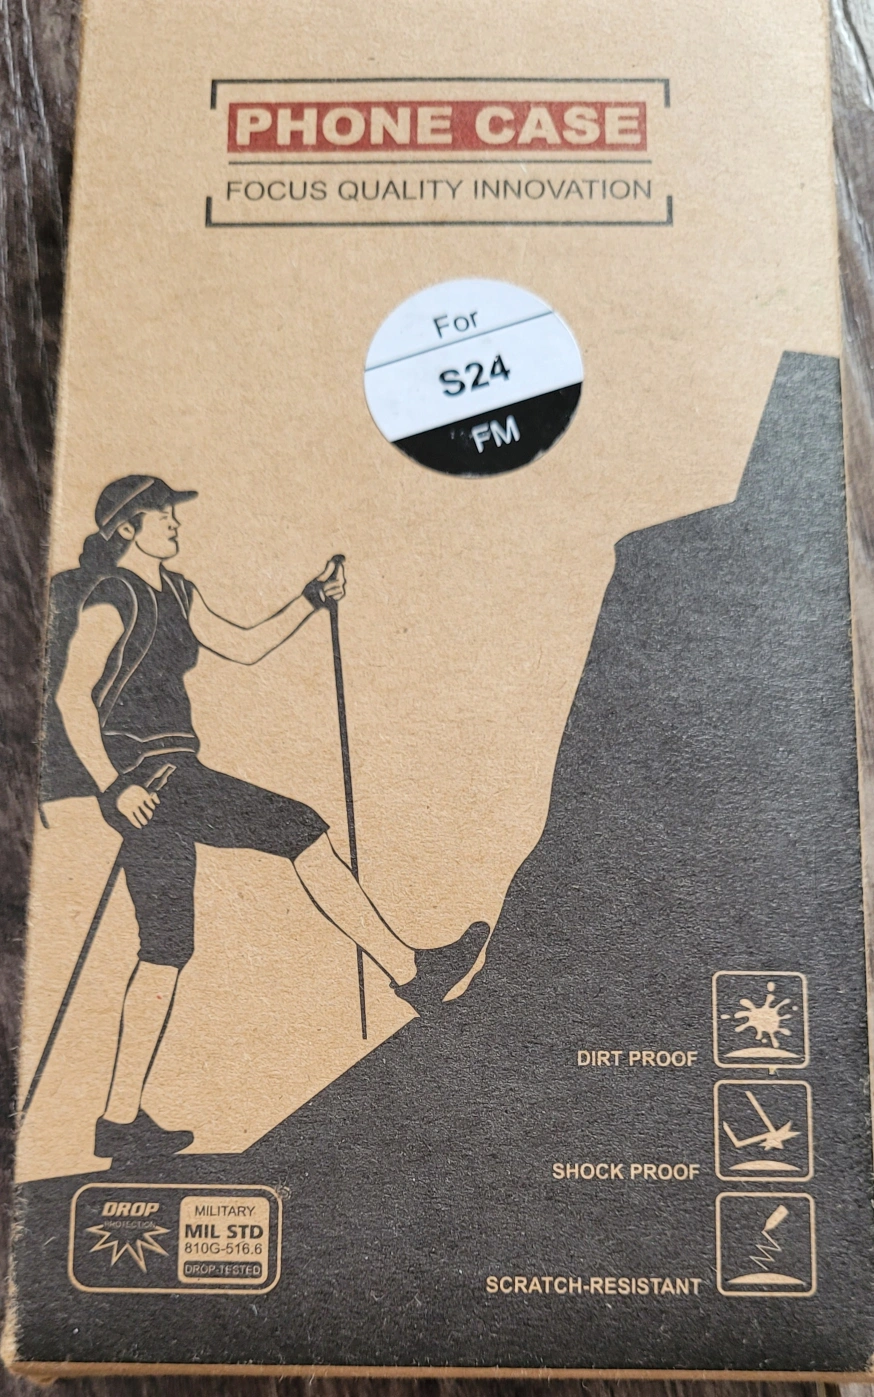 PHONE CASE
FOCUS QUALITY INNOVATION
For
S24
FM
DIRT PROOF
SHOCK PROOF
DROP
PROTECTION
MILITARY
MIL STD
810G-516.6
DROP-TESTED
SCRATCH-RESISTANT